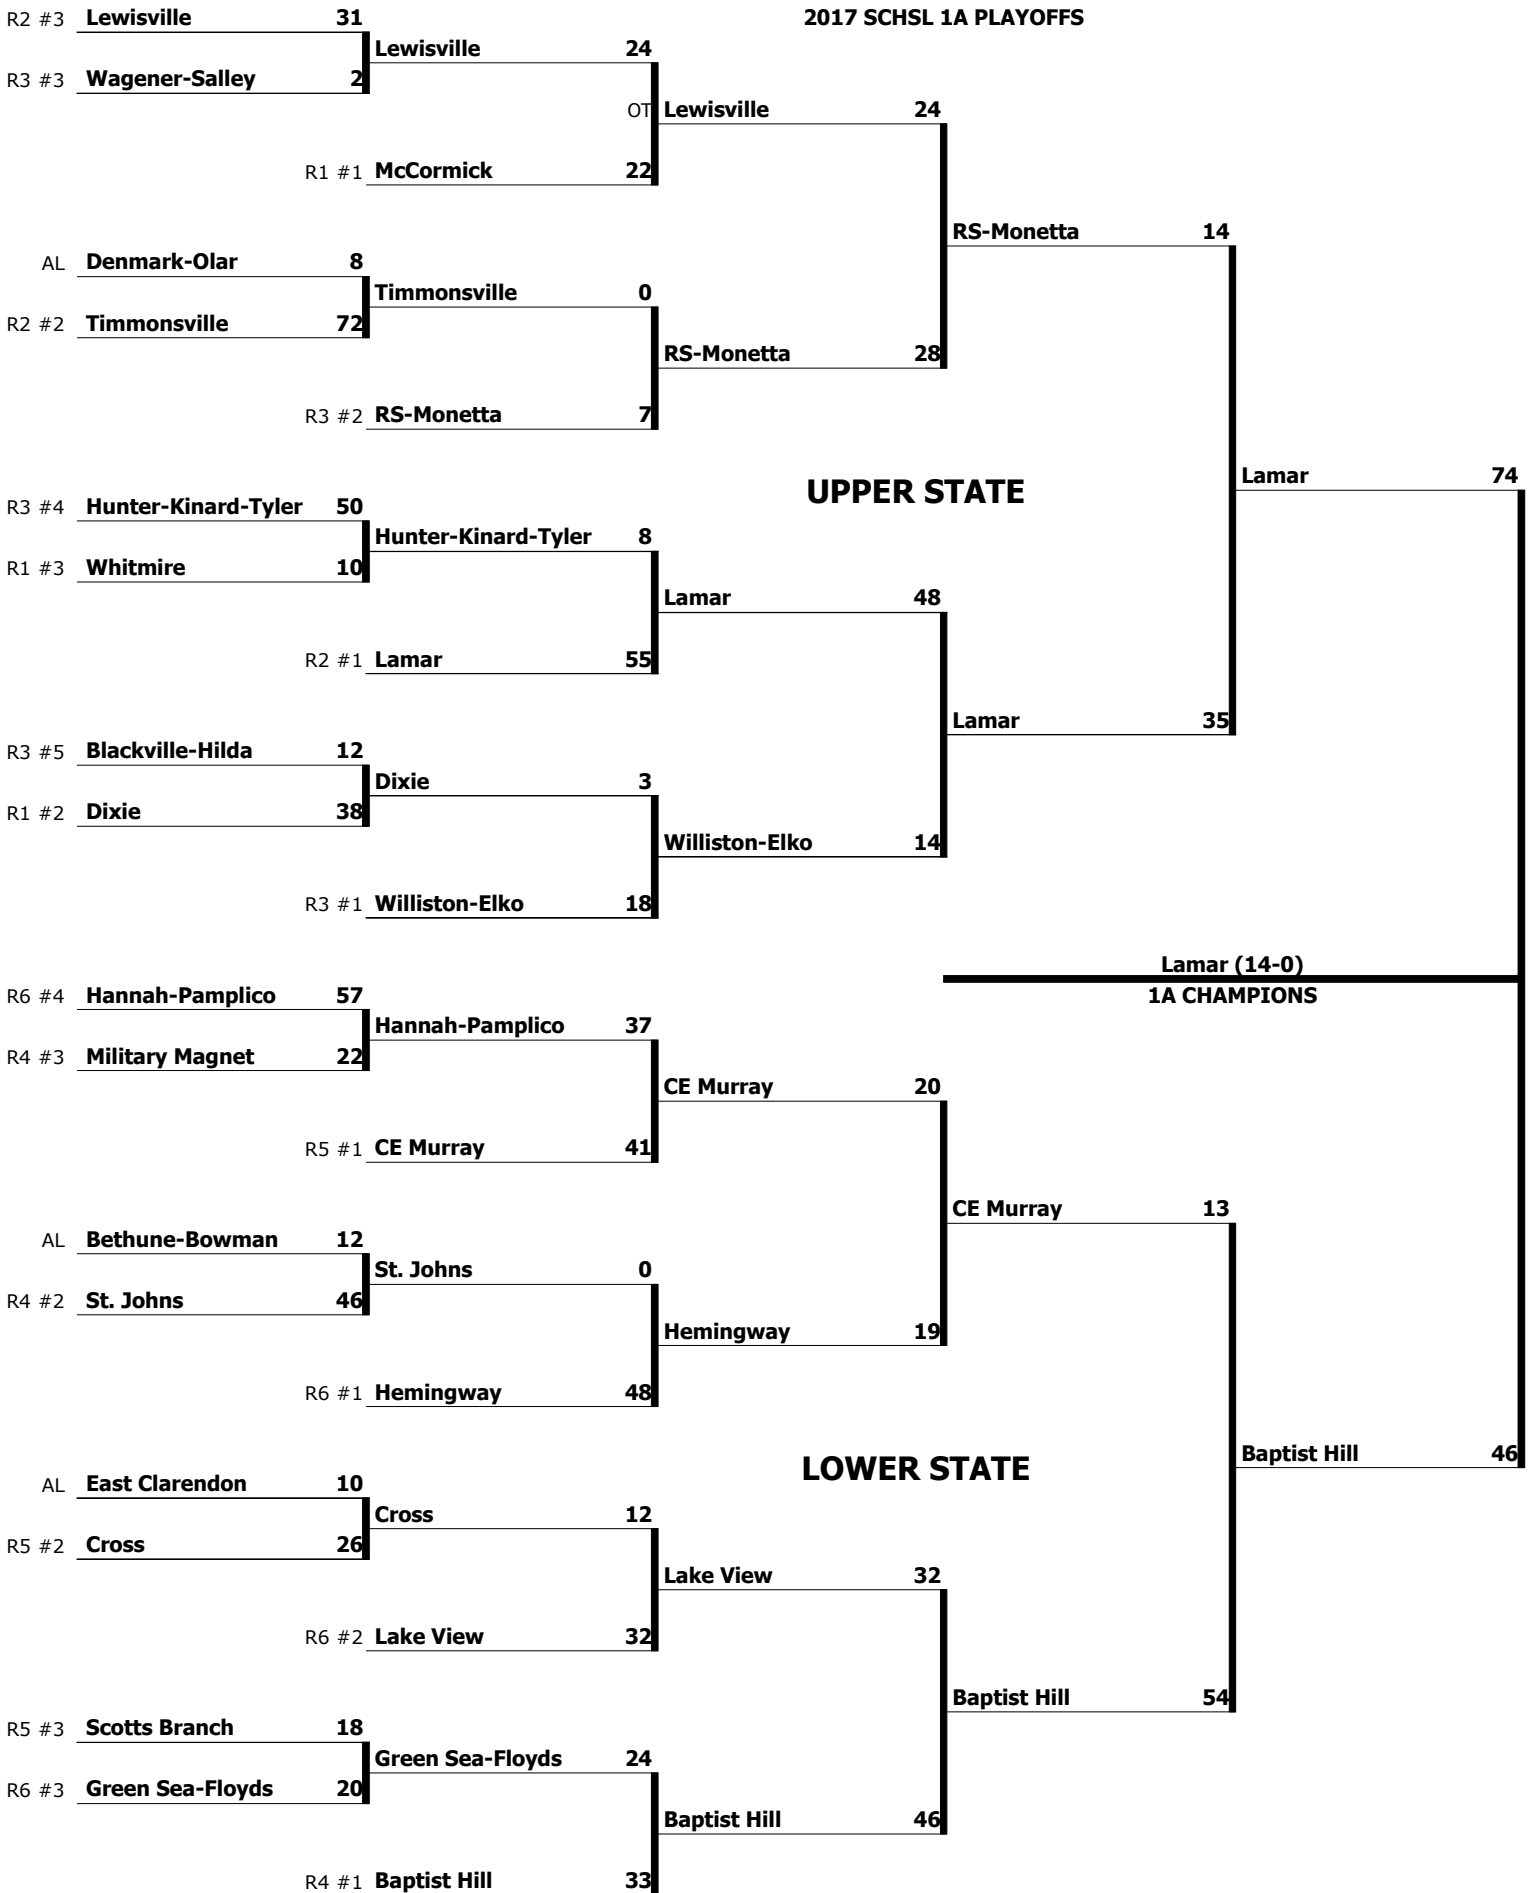 R2 #3 Lewisville 31 2017 SCHSL 1A PLAYOFFS
Lewisville 24
R3 #3 Wagener-Salley 2
OT Lewisville 24
R1 #1 McCormick 22
RS-Monetta 14
AL Denmark-Olar 8
Timmonsville 0
R2 #2 Timmonsville 72
RS-Monetta 28
R3 #2 RS-Monetta 7
Lamar 74
UPPER STATE
R3 #4 Hunter-Kinard-Tyler 50
Hunter-Kinard-Tyler 8
R1 #3 Whitmire 10
Lamar 48
R2 #1 Lamar 55
Lamar 35
R3 #5 Blackville-Hilda 12
Dixie 3
R1 #2 Dixie 38
Williston-Elko 14
R3 #1 Williston-Elko 18
Lamar (14-0)
R6 #4 Hannah-Pamplico 57 1A CHAMPIONS
Hannah-Pamplico 37
R4 #3 Military Magnet 22
CE Murray 20
R5 #1 CE Murray 41
CE Murray 13
AL Bethune-Bowman 12
St. Johns 0
R4 #2 St. Johns 46
Hemingway 19
R6 #1 Hemingway 48
Baptist Hill 46
LOWER STATE
AL East Clarendon 10
Cross 12
R5 #2 Cross 26
Lake View 32
R6 #2 Lake View 32
Baptist Hill 54
R5 #3 Scotts Branch 18
Green Sea-Floyds 24
R6 #3 Green Sea-Floyds 20
Baptist Hill 46
R4 #1 Baptist Hill 33